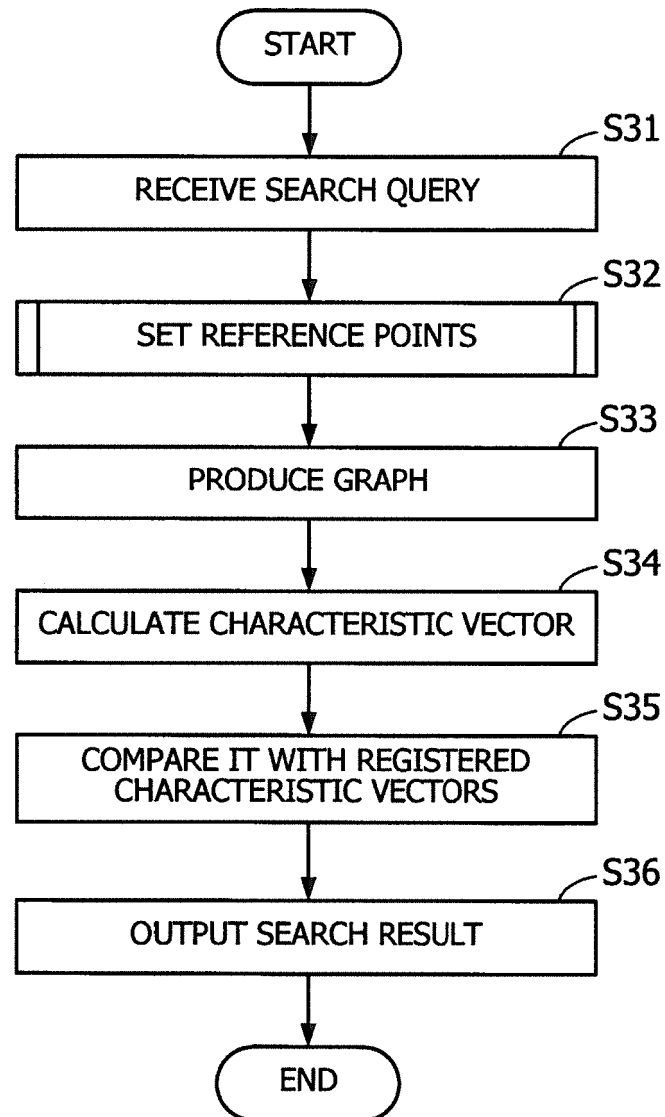 START
S31
RECEIVE SEARCH QUERY
S32
SET REFERENCE POINTS
S33
PRODUCE GRAPH
S34
CALCULATE CHARACTERISTIC VECTOR
S35
COMPARE IT WITH REGISTERED
CHARACTERISTIC VECTORS
S36
OUTPUT SEARCH RESULT
END